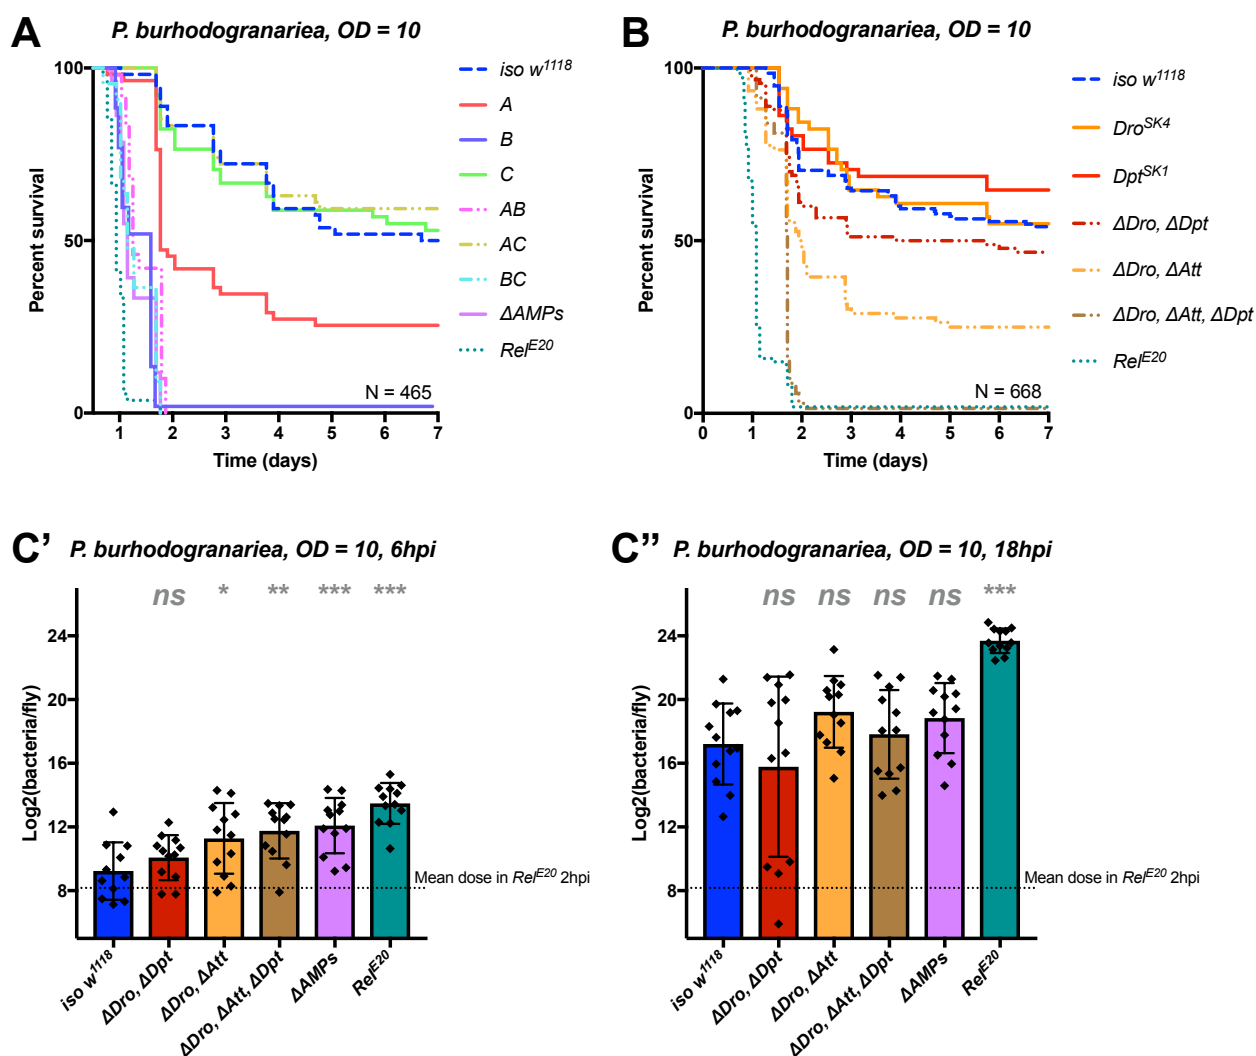 A
P. burhodogranariea, OD = 10
Percent survival
100
50
0
1 2 3 4 5 6 7
Time (days)
N = 465
iso w1118
A
B
C
AB
AC
BC
ΔAMPs
RelE20
B
P. burhodogranariea, OD = 10
Percent survival
100
50
0
0 1 2 3 4 5 6 7
Time (days)
N = 668
iso w1118
DroSK4
DptSK1
ΔDro, ΔDpt
ΔDro, ΔAtt
ΔDro, ΔAtt, ΔDpt
RelE20
C'
P. burhodogranariea, OD = 10, 6hpi
ns * ** *** ***
Log2(bacteria/fly)
24
20
16
12
8
Mean dose in RelE20 2hpi
iso w1118
ΔDro, ΔDpt
ΔDro, ΔAtt
ΔDro, ΔAtt, ΔDpt
ΔAMPs
RelE20
C''
P. burhodogranariea, OD = 10, 18hpi
ns ns ns ns ***
Log2(bacteria/fly)
24
20
16
12
8
Mean dose in RelE20 2hpi
iso w1118
ΔDro, ΔDpt
ΔDro, ΔAtt
ΔDro, ΔAtt, ΔDpt
ΔAMPs
RelE20